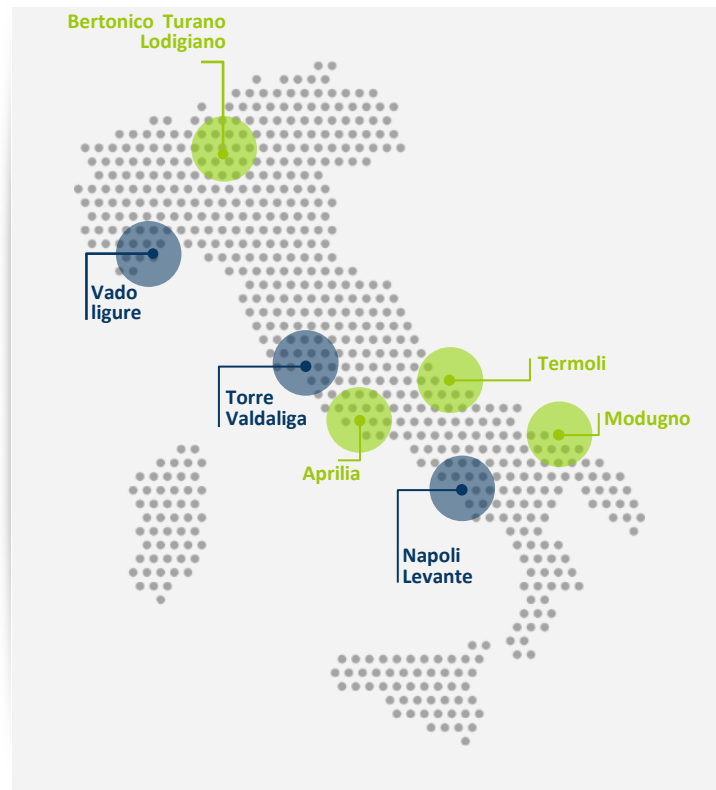 Bertonico Turano
Lodigiano
Vado
ligure
Termoli
Torre
Valdaliga
Modugno
Aprilia
Napoli
Levante